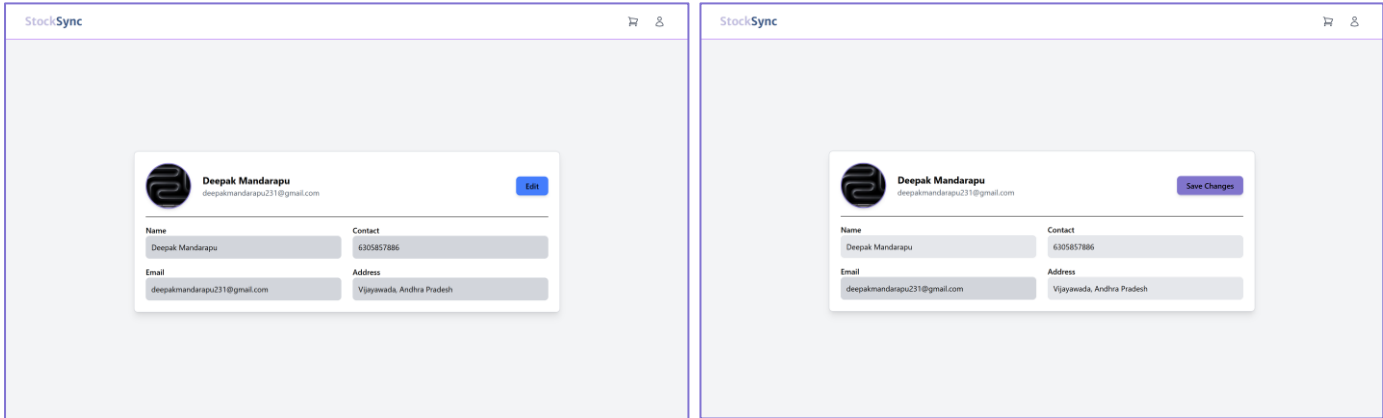 StockSync
Deepak Mandarapu
deepakmandarapu231@gmail.com
Edit
Name
Contact
Deepak Mandarapu
6305857886
Email
Address
deepakmandarapu231@gmail.com
Vijayawada, Andhra Pradesh
StockSync
Deepak Mandarapu
deepakmandarapu231@gmail.com
Save Changes
Name
Contact
Deepak Mandarapu
6305857886
Email
Address
deepakmandarapu231@gmail.com
Vijayawada, Andhra Pradesh